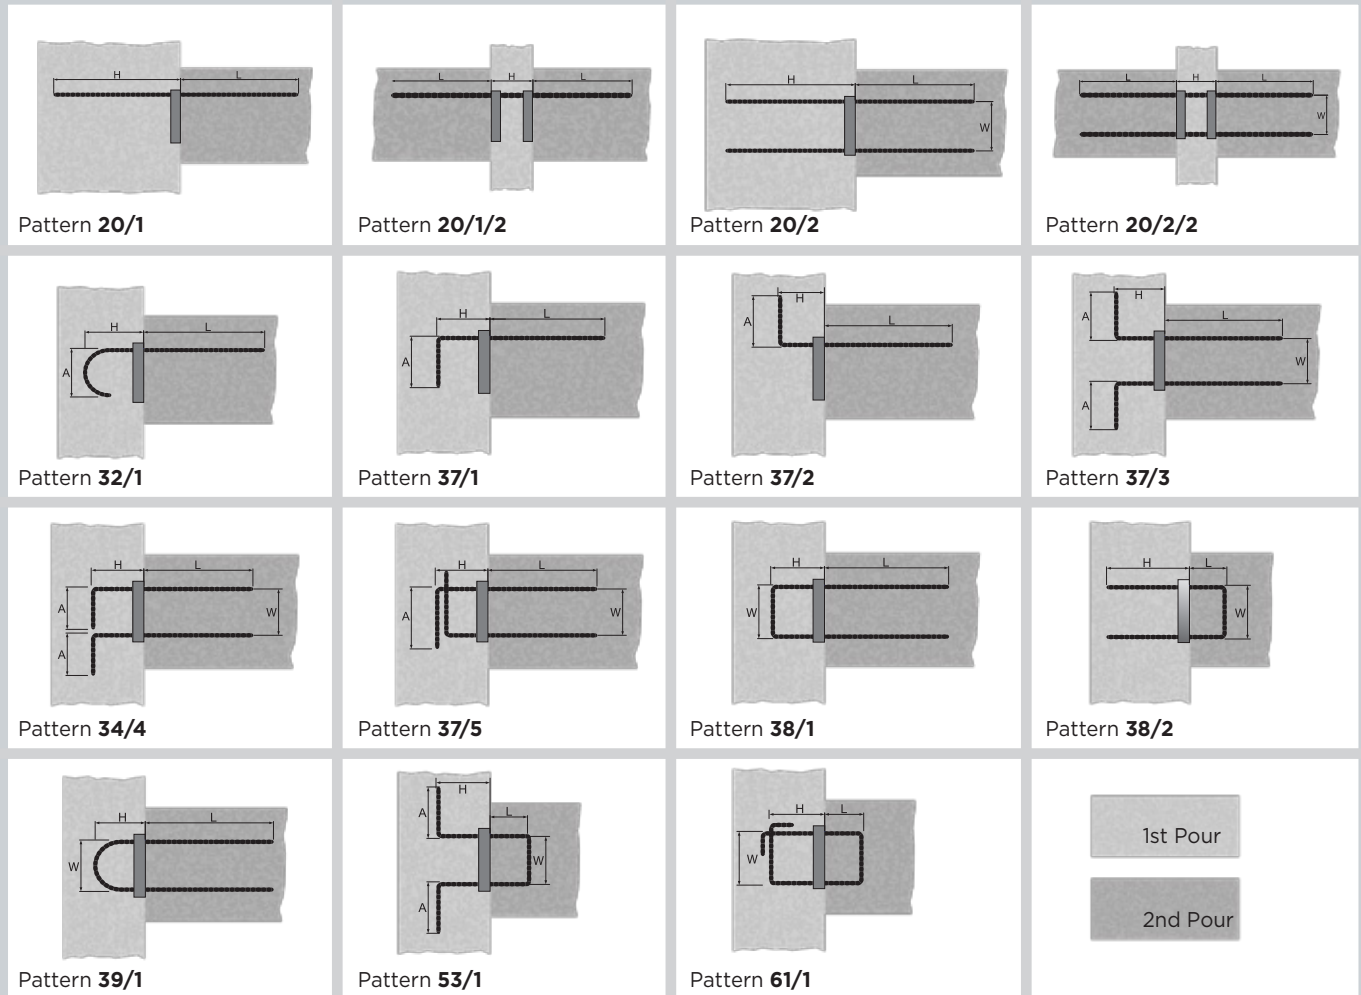 H L
Pattern 20/1
L H L
Pattern 20/1/2
H L
W
Pattern 20/2
L H L
W
Pattern 20/2/2
H L
A
Pattern 32/1
H L
A
Pattern 37/1
H
A
L
Pattern 37/2
H
A
L
W
A
Pattern 37/3
H L
A
W
A
Pattern 34/4
H L
A
W
Pattern 37/5
H L
W
Pattern 38/1
H L
W
Pattern 38/2
H L
W
Pattern 39/1
H
A
L
W
A
Pattern 53/1
H L
W
Pattern 61/1
1st Pour
2nd Pour